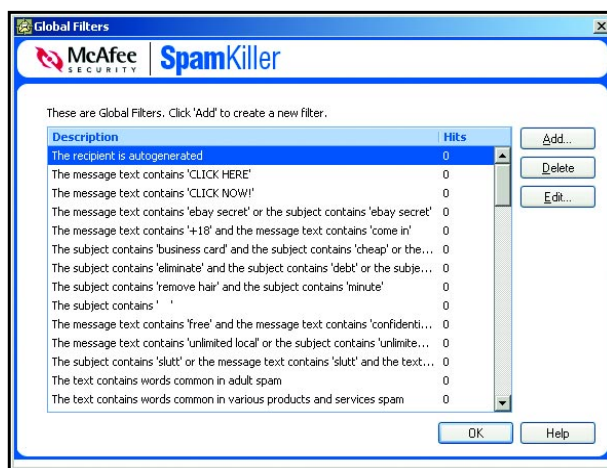 Global Filters
McAfee
SECURITY
SpamKiller
These are Global Filters. Click 'Add' to create a new filter.
Description Hits
The recipient is autogenerated 0
The message text contains 'CLICK HERE' 0
The message text contains 'CLICK NOW!' 0
The message text contains 'ebay secret' or the subject contains 'ebay secret' 0
The message text contains '+18' and the message text contains 'come in' 0
The subject contains 'business card' and the subject contains 'cheap' or the... 0
The subject contains 'eliminate' and the subject contains 'debt' or the subje... 0
The subject contains 'remove hair' and the subject contains 'minute' 0
The subject contains '   ' 0
The message text contains 'free' and the message text contains 'confidenti... 0
The message text contains 'unlimited local' or the subject contains 'unlimite... 0
The subject contains 'slutt' or the message text contains 'slutt' and the text... 0
The text contains words common in adult spam 0
The text contains words common in various products and services spam 0
Add...
Delete
Edit...
OK
Help